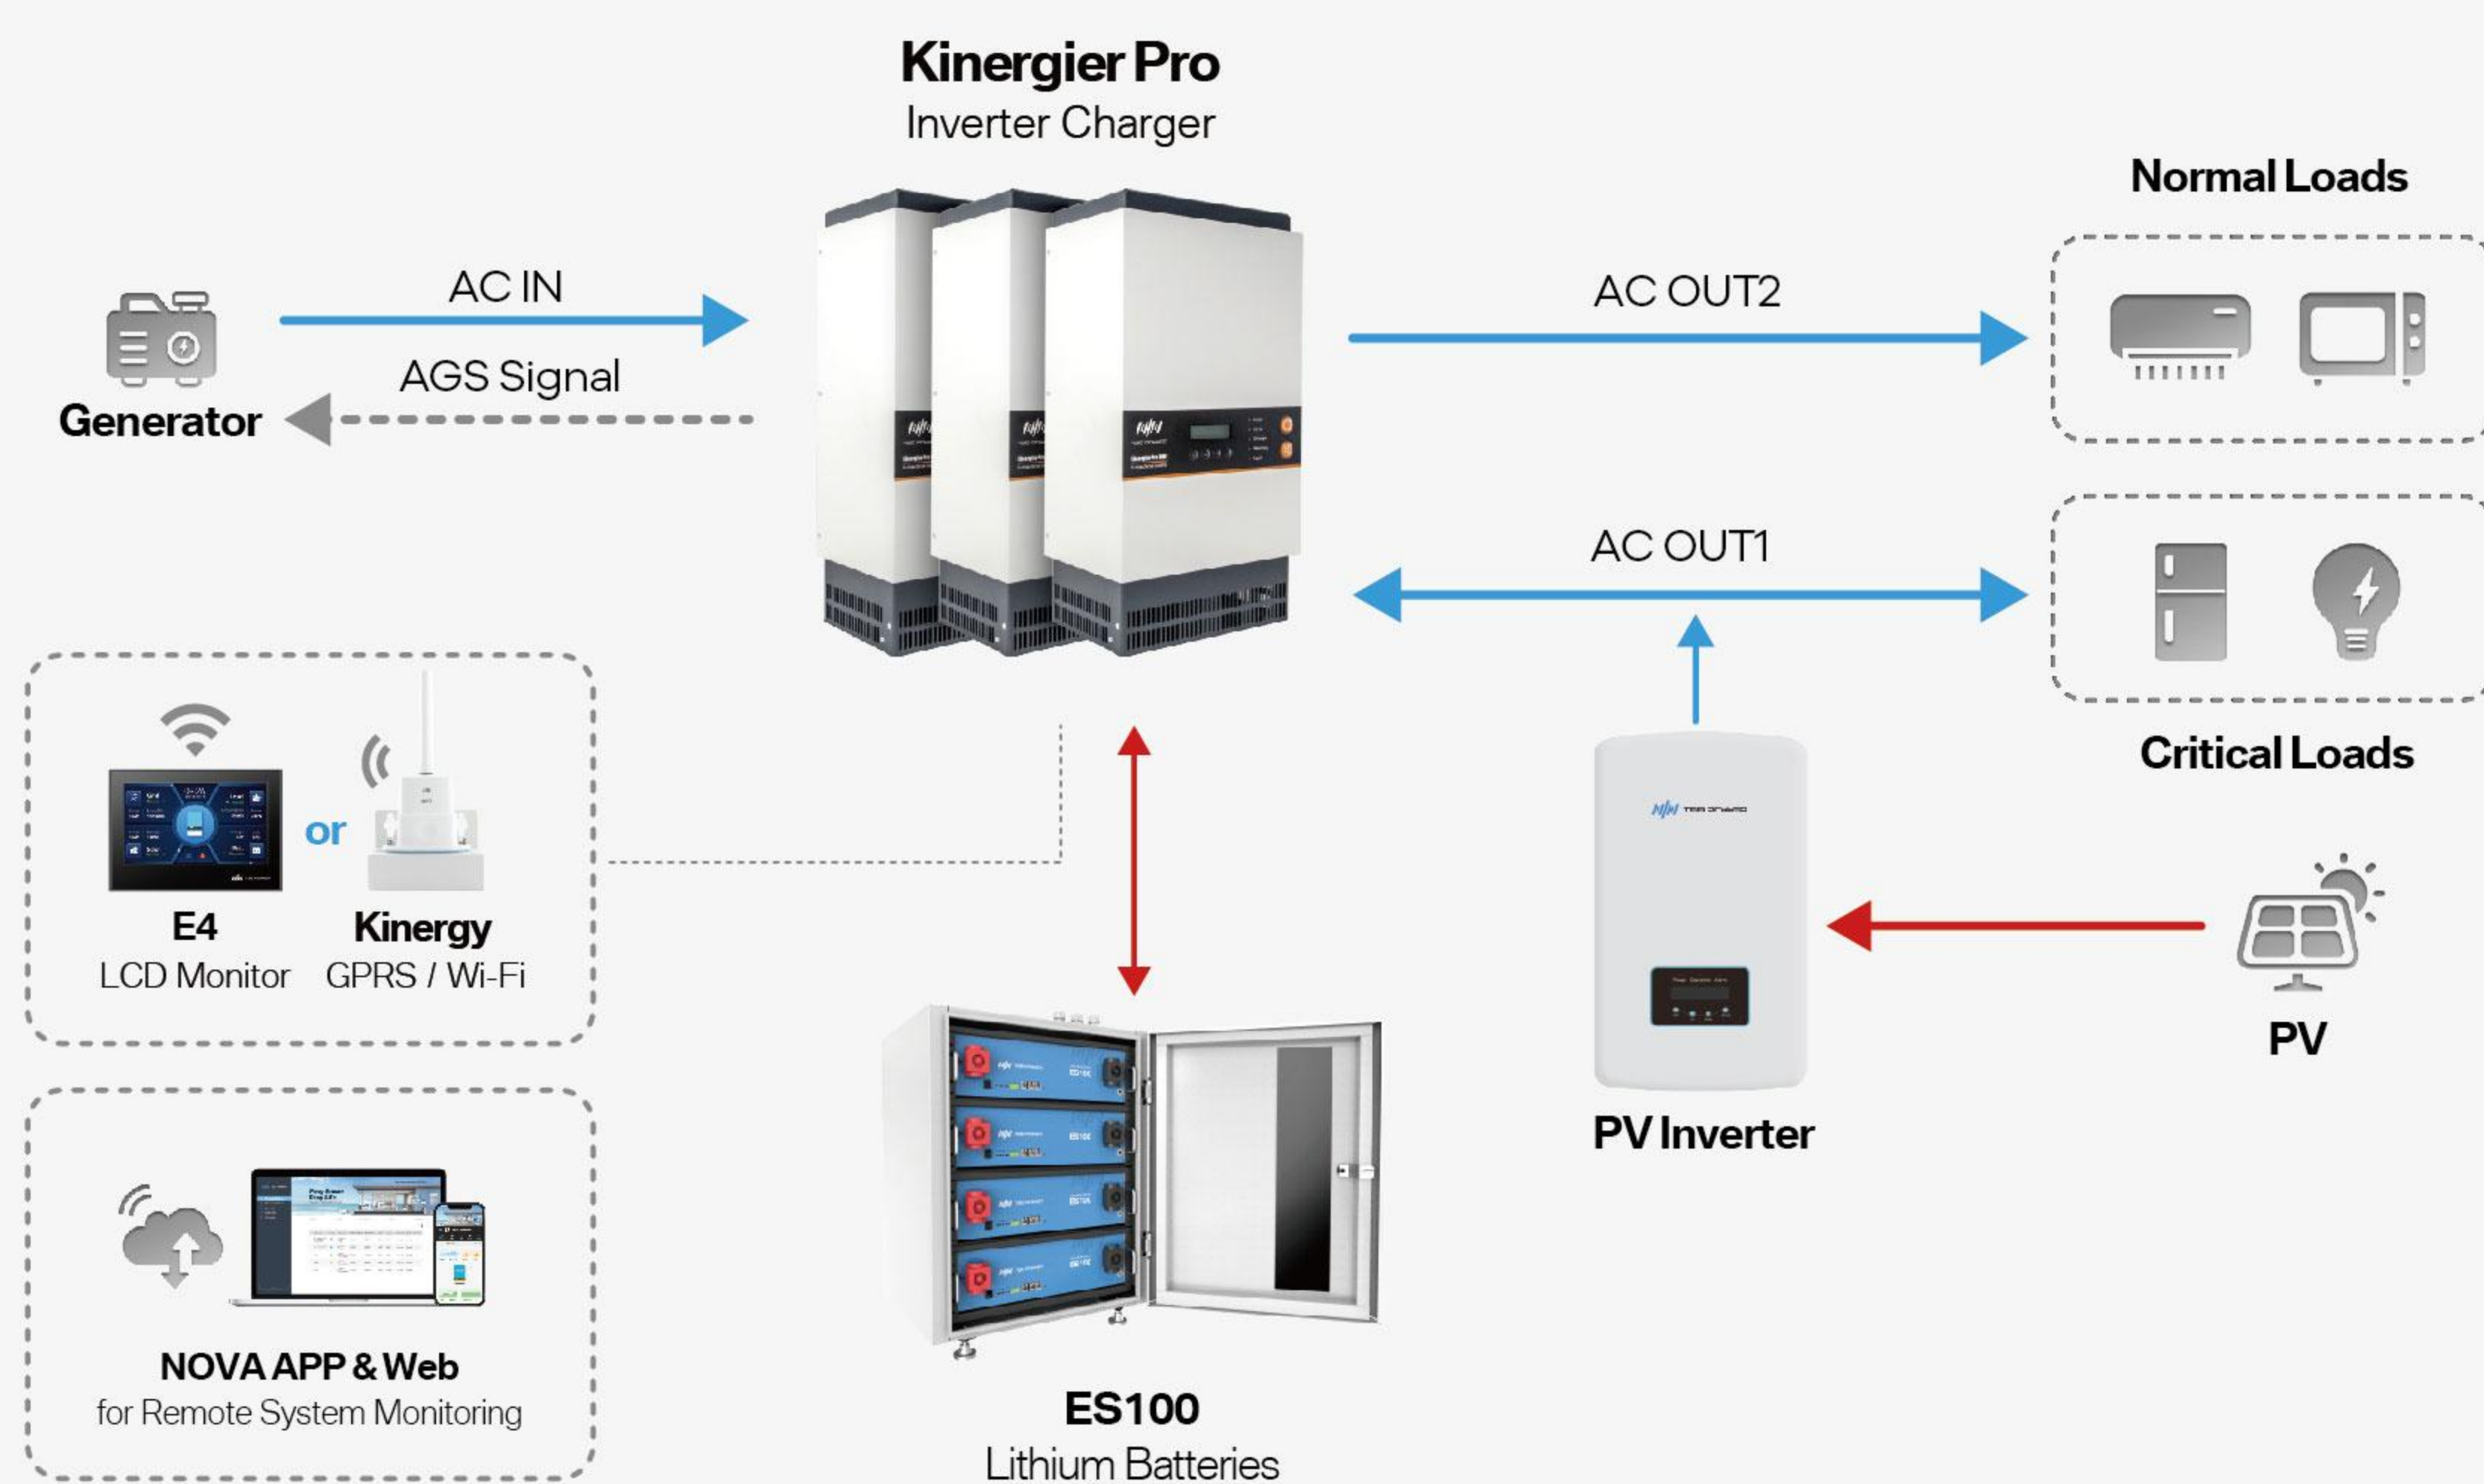 Kinergier Pro
Inverter Charger
Normal Loads
AC IN
AC OUT2
AGS Signal
Generator
AC OUT1
Critical Loads
or
E4
LCD Monitor
Kinergy
GPRS / Wi-Fi
PV
PV Inverter
NOVA APP & Web
for Remote System Monitoring
ES100
Lithium Batteries